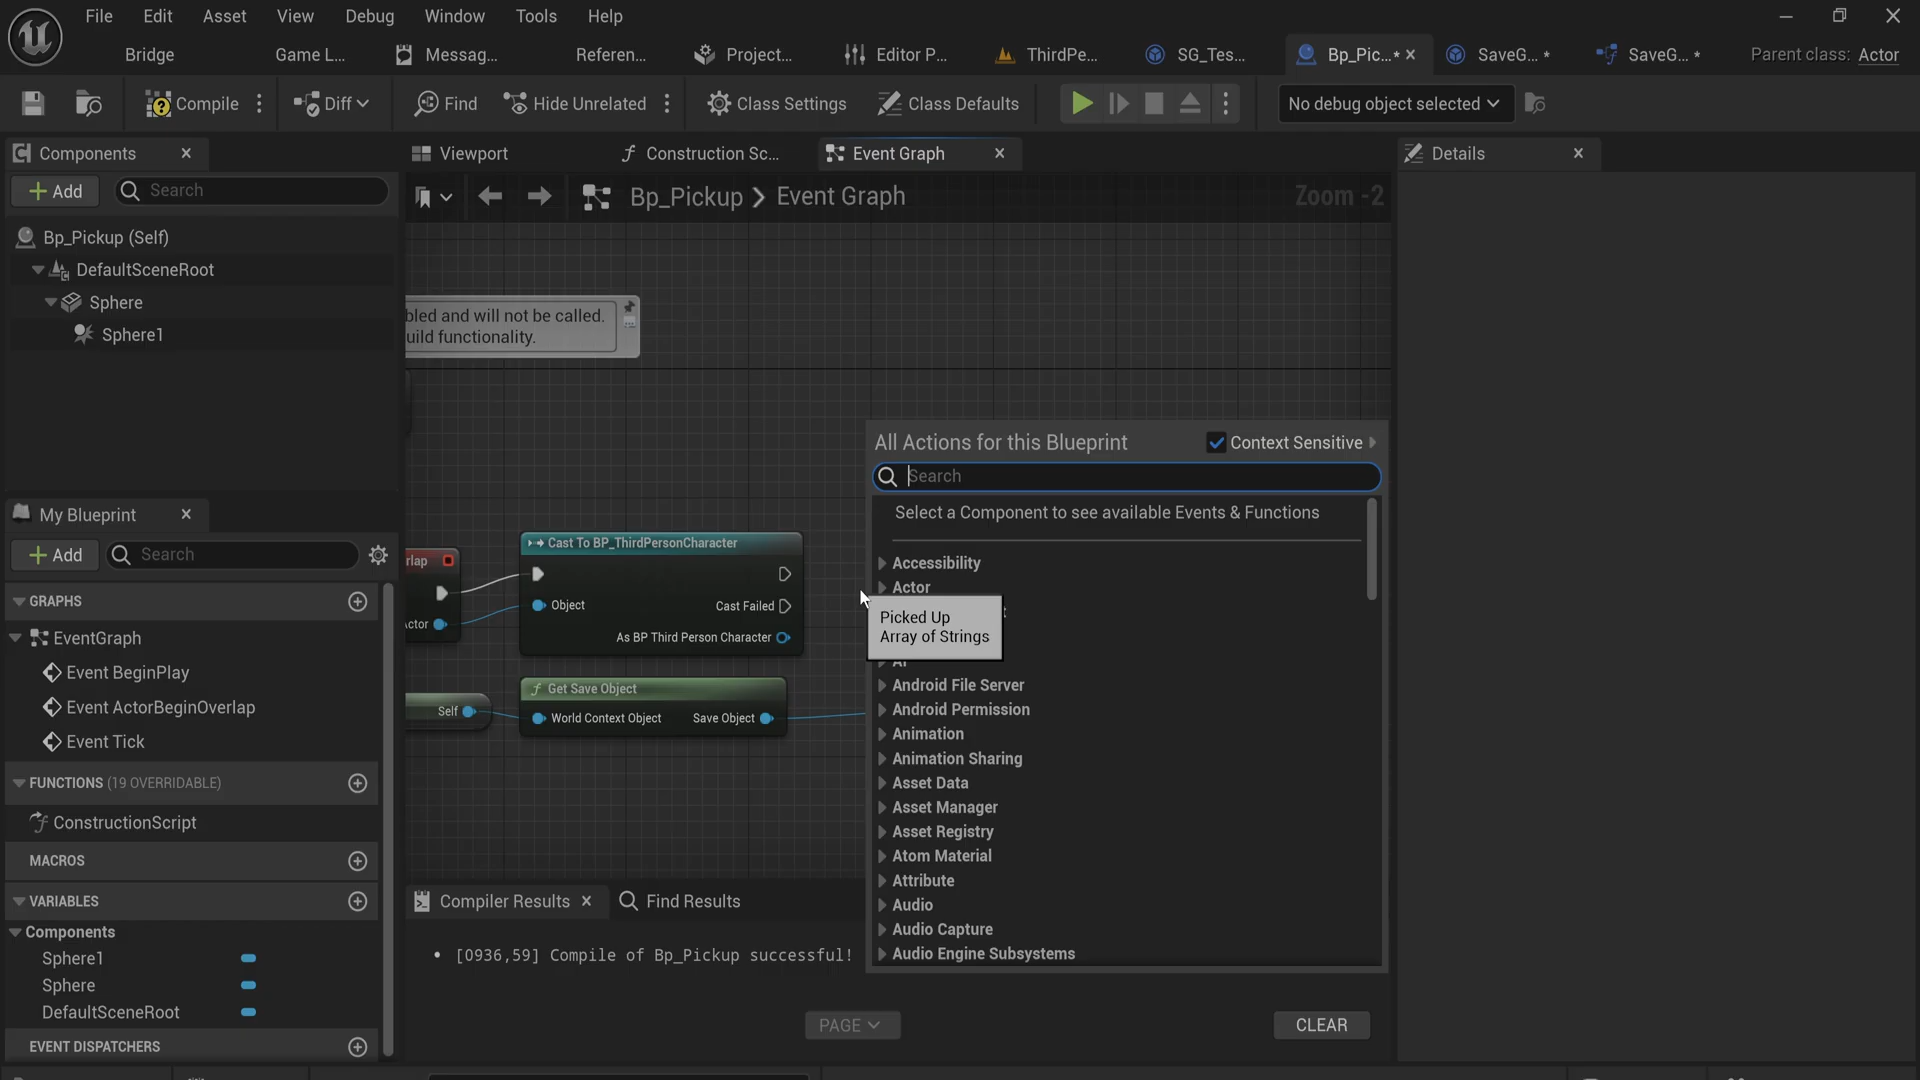 File Edit Asset View Debug Window Tools Help
Bridge Game L... Messag... Referen... Project... Editor P... ThirdPe... SG_Tes... Bp_Pic...* SaveG... * SaveG... * Parent class: Actor
Compile Diff Find Hide Unrelated Class Settings Class Defaults No debug object selected
Components
Add Search
Bp_Pickup (Self)
DefaultSceneRoot
Sphere
Sphere1
My Blueprint
Add Search
GRAPHS
EventGraph
Event BeginPlay
Event ActorBeginOverlap
Event Tick
FUNCTIONS (19 OVERRIDABLE)
ConstructionScript
MACROS
VARIABLES
Components
Sphere1
Sphere
DefaultSceneRoot
EVENT DISPATCHERS
Viewport Construction Sc... Event Graph
Bp_Pickup > Event Graph Zoom -2
bled and will not be called.
uild functionality.
rlap
ctor
Cast To BP_ThirdPersonCharacter
Object Cast Failed
As BP Third Person Character
Self
Get Save Object
World Context Object Save Object
All Actions for this Blueprint Context Sensitive
Search
Select a Component to see available Events & Functions
Accessibility
Actor
Picked Up
Array of Strings
AI
Android File Server
Android Permission
Animation
Animation Sharing
Asset Data
Asset Manager
Asset Registry
Atom Material
Attribute
Audio
Audio Capture
Audio Engine Subsystems
Compiler Results Find Results
[0936,59] Compile of Bp_Pickup successful!
PAGE CLEAR
Details